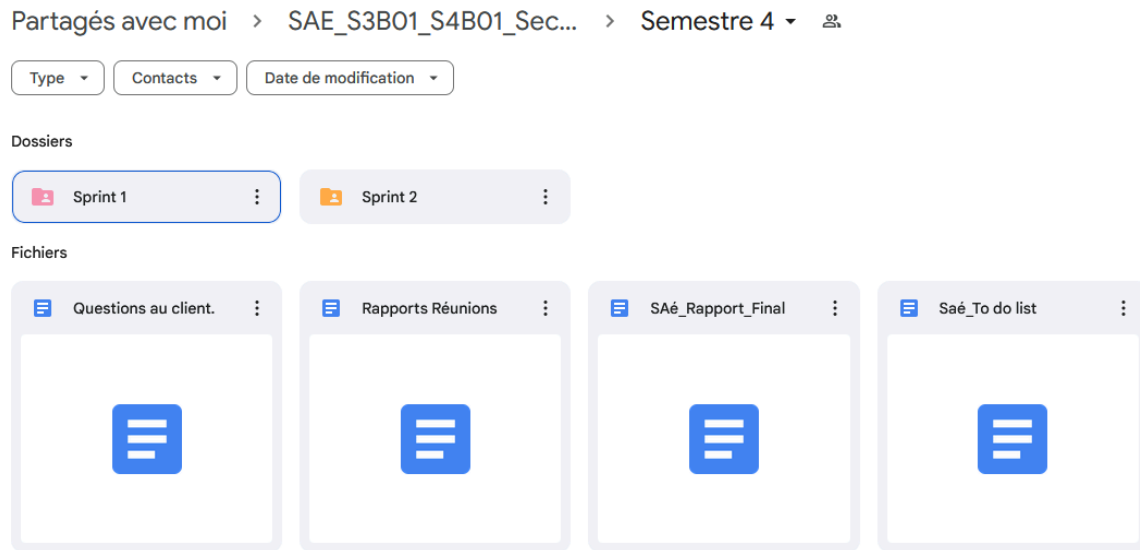 Partagés avec moi > SAE_S3B01_S4B01_Sec... > Semestre 4
Type Contacts Date de modification
Dossiers
Sprint 1 Sprint 2
Fichiers
Questions au client. Rapports Réunions SAé_Rapport_Final Saé_To do list